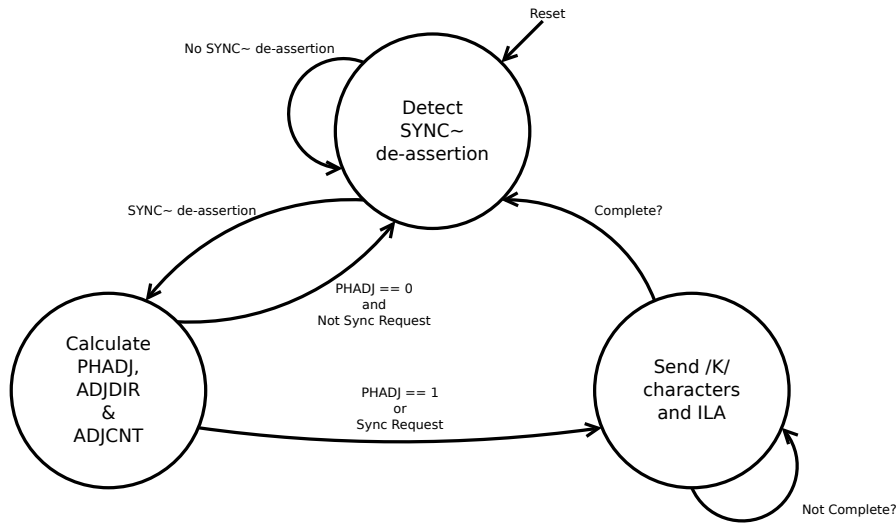 Reset
No SYNC~ de-assertion
Detect
SYNC~
de-assertion
SYNC~ de-assertion
Complete?
PHADJ == 0
and
Not Sync Request
Calculate
PHADJ,
ADJDIR
&
ADJCNT
PHADJ == 1
or
Sync Request
Send /K/
characters
and ILA
Not Complete?